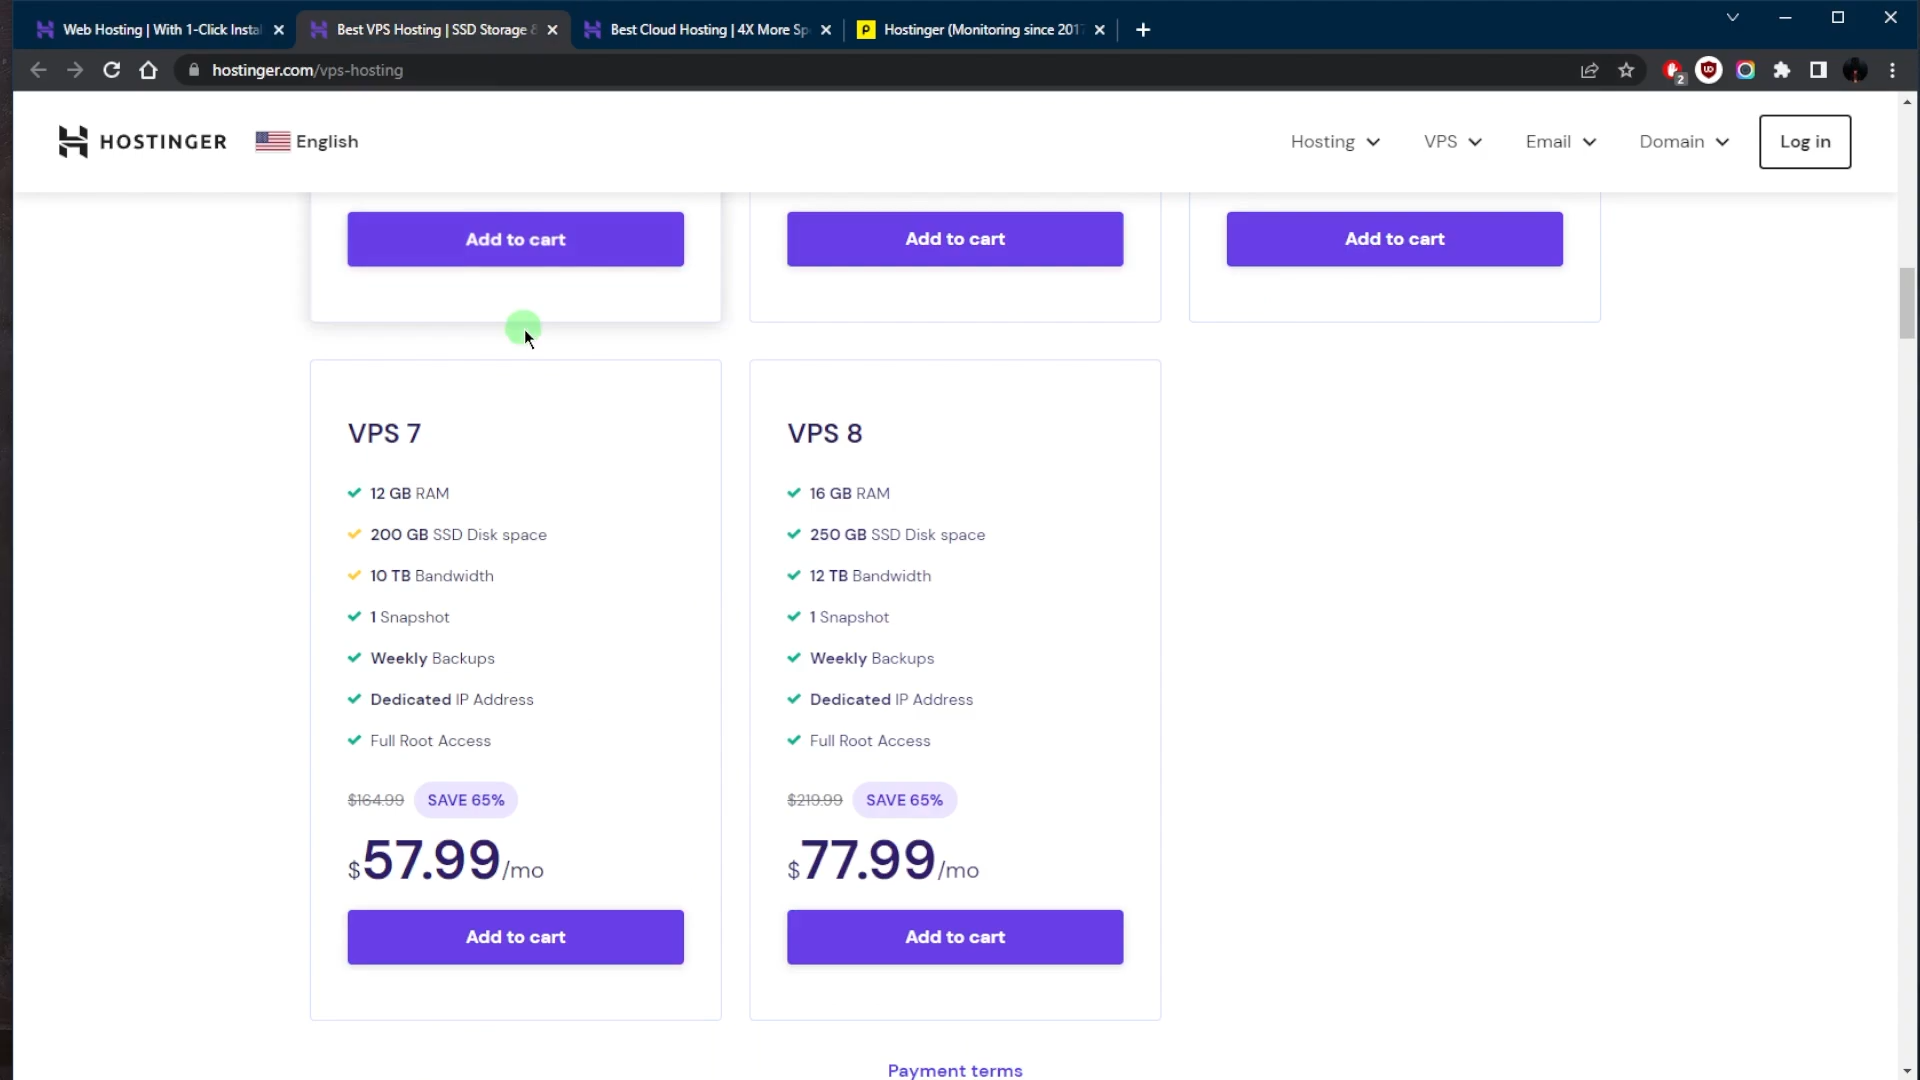 Web Hosting | With 1-Click Insta
Best VPS Hosting | SSD Storage &
Best Cloud Hosting | 4X More Sp
P
Hostinger (Monitoring since 201
hostinger.com/vps-hosting
2
HOSTINGER
English
Hosting
VPS
Email
Domain
Log in
Add to cart
Add to cart
Add to cart
VPS 7
12 GB RAM
200 GB SSD Disk space
10 TB Bandwidth
1 Snapshot
Weekly Backups
Dedicated IP Address
Full Root Access
$164.99 SAVE 65%
$57.99/mo
Add to cart
VPS 8
16 GB RAM
250 GB SSD Disk space
12 TB Bandwidth
1 Snapshot
Weekly Backups
Dedicated IP Address
Full Root Access
$219.99 SAVE 65%
$77.99/mo
Add to cart
Payment terms